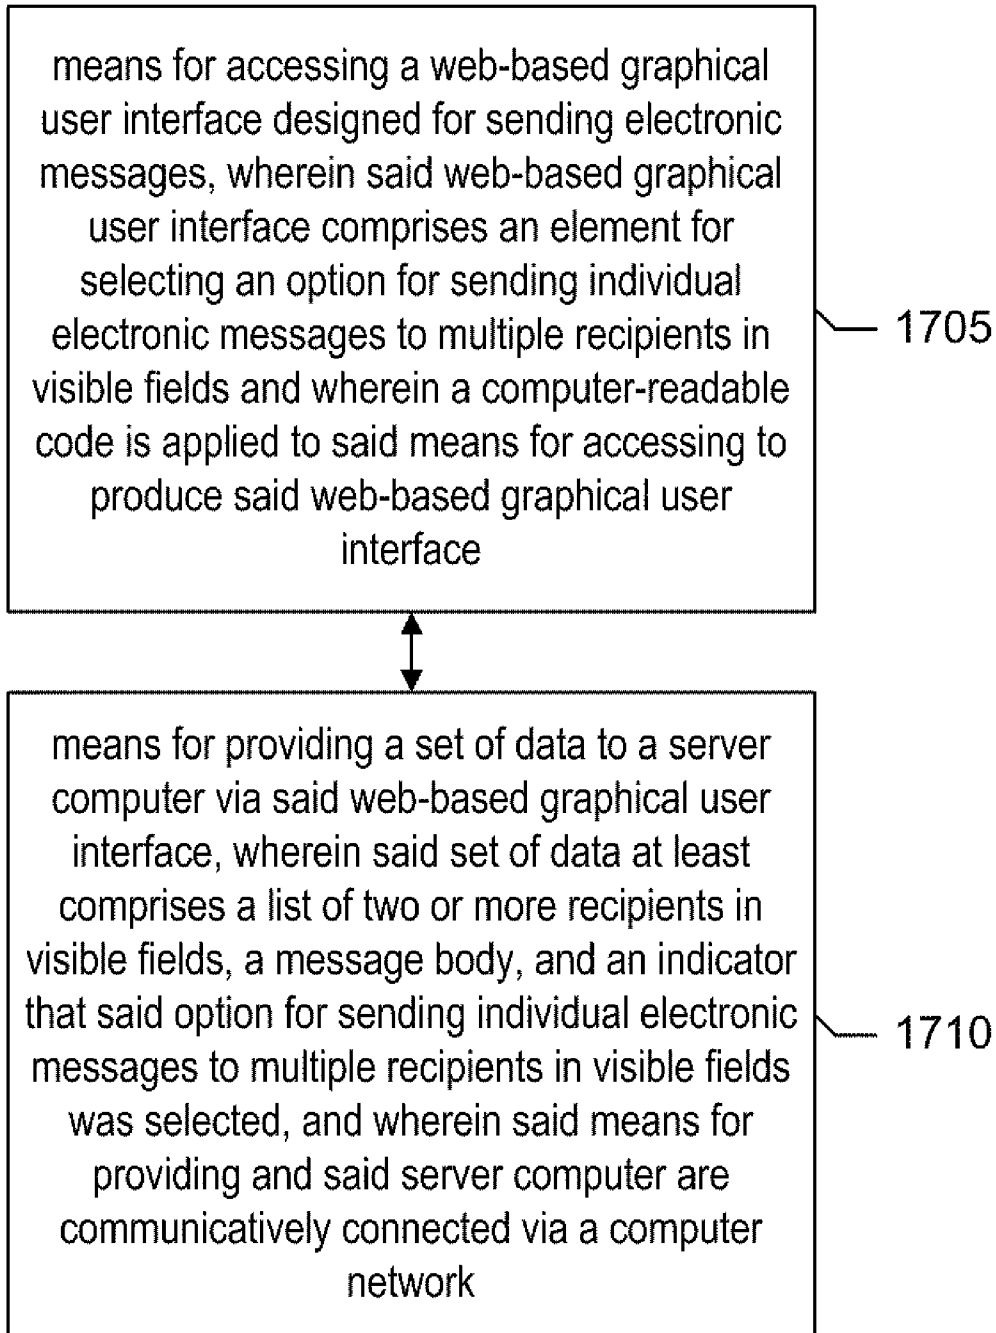 means for accessing a web-based graphical
user interface designed for sending electronic
messages, wherein said web-based graphical
user interface comprises an element for
selecting an option for sending individual
electronic messages to multiple recipients in
visible fields and wherein a computer-readable
code is applied to said means for accessing to
produce said web-based graphical user
interface
1705
means for providing a set of data to a server
computer via said web-based graphical user
interface, wherein said set of data at least
comprises a list of two or more recipients in
visible fields, a message body, and an indicator
that said option for sending individual electronic
messages to multiple recipients in visible fields
was selected, and wherein said means for
providing and said server computer are
communicatively connected via a computer
network
1710